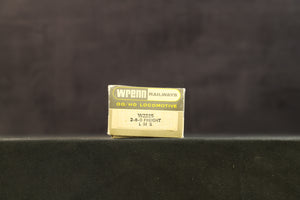 wrenn RAILWAYS
OO/HO LOCOMOTIVE
W2225
2-8-0 FREIGHT
L M S